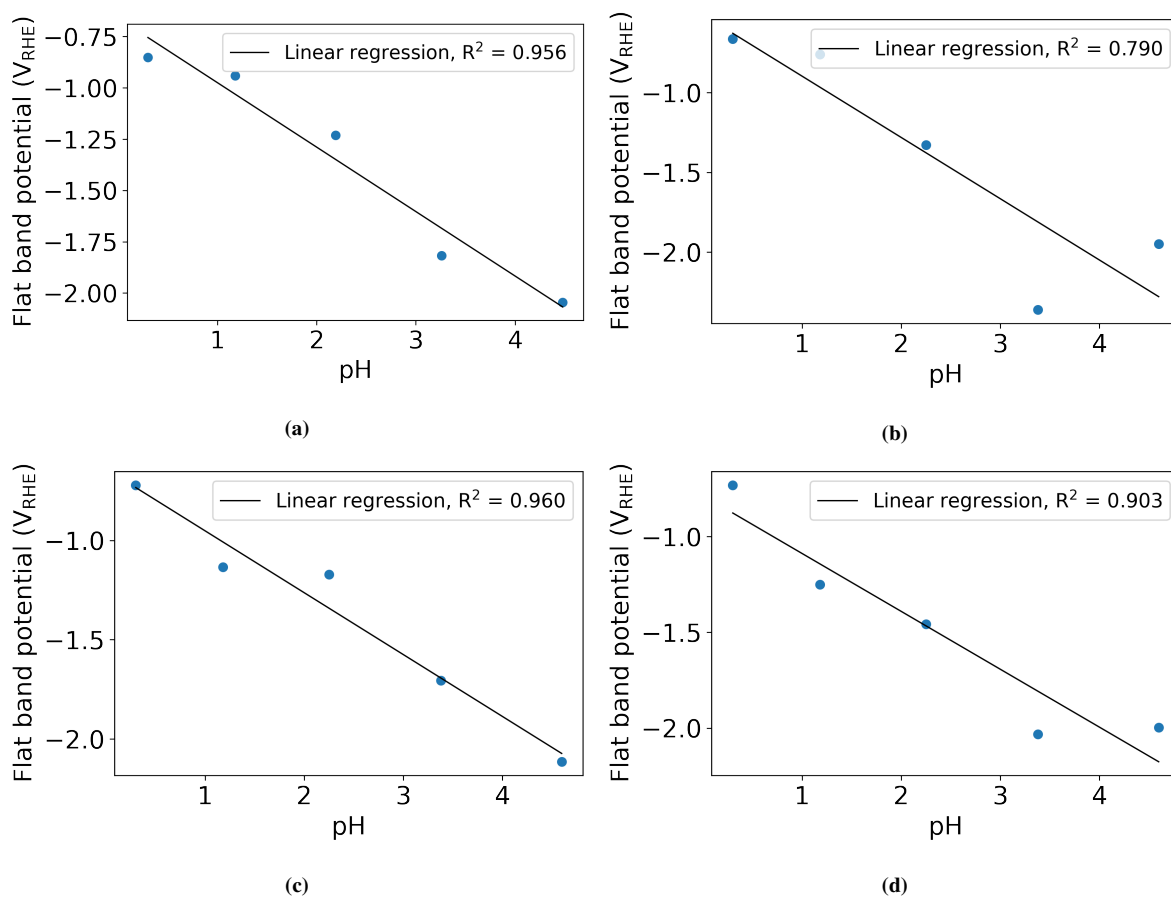 Flat band potential (V_RHE)
−0.75
−1.00
−1.25
−1.50
−1.75
−2.00
Linear regression, R² = 0.956
1 2 3 4
pH
(a)
Flat band potential (V_RHE)
−1.0
−1.5
−2.0
Linear regression, R² = 0.790
1 2 3 4
pH
(b)
Flat band potential (V_RHE)
−1.0
−1.5
−2.0
Linear regression, R² = 0.960
1 2 3 4
pH
(c)
Flat band potential (V_RHE)
−1.0
−1.5
−2.0
Linear regression, R² = 0.903
1 2 3 4
pH
(d)